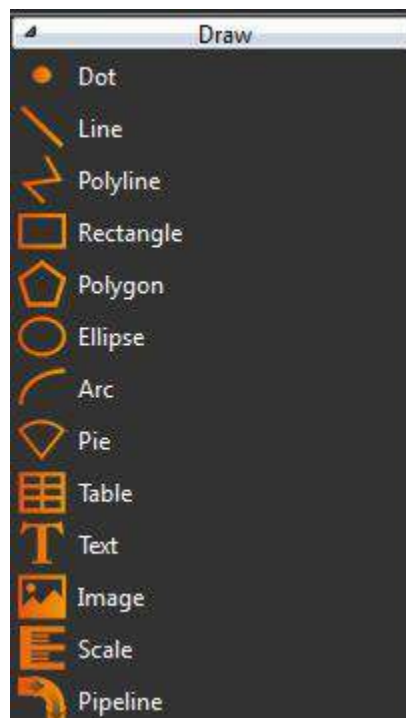 Draw
Dot
Line
Polyline
Rectangle
Polygon
Ellipse
Arc
Pie
Table
Text
Image
Scale
Pipeline